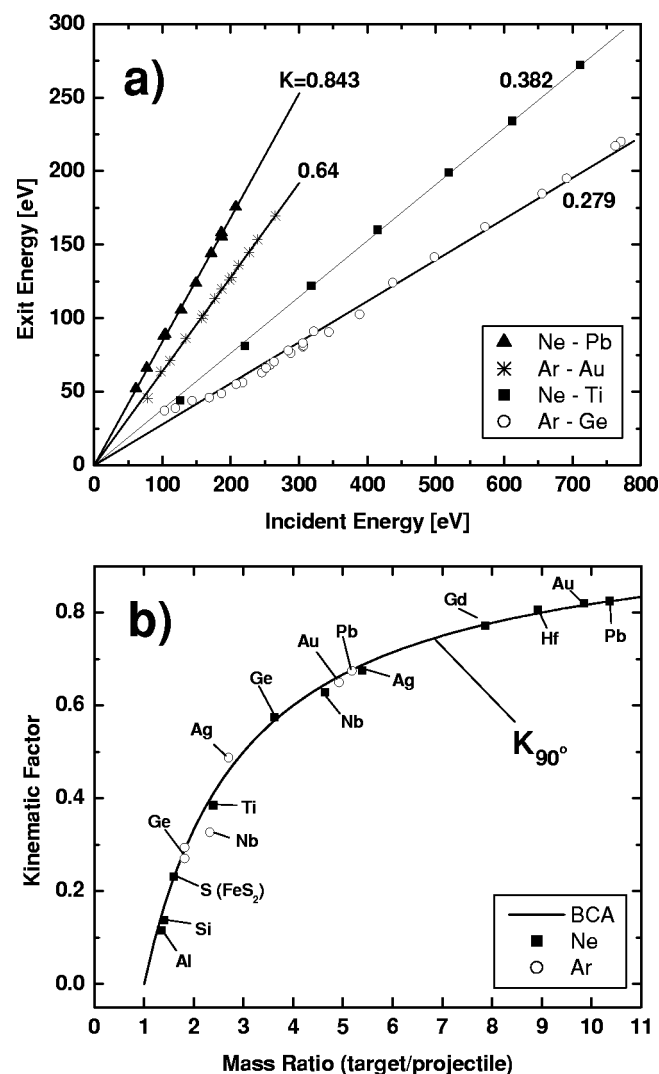 300
250
200
150
100
50
0
Exit Energy [eV]
a)
K=0.843
0.64
0.382
0.279
Ne - Pb
Ar - Au
Ne - Ti
Ar - Ge
0 100 200 300 400 500 600 700 800
Incident Energy [eV]
b)
0.8
0.6
0.4
0.2
0.0
Kinematic Factor
Au
Gd
Hf
Pb
Pb
Au
Ag
Ge
Nb
Ag
K90°
Ti
Ge
Nb
S (FeS2)
Si
Al
BCA
Ne
Ar
0 1 2 3 4 5 6 7 8 9 10 11
Mass Ratio (target/projectile)